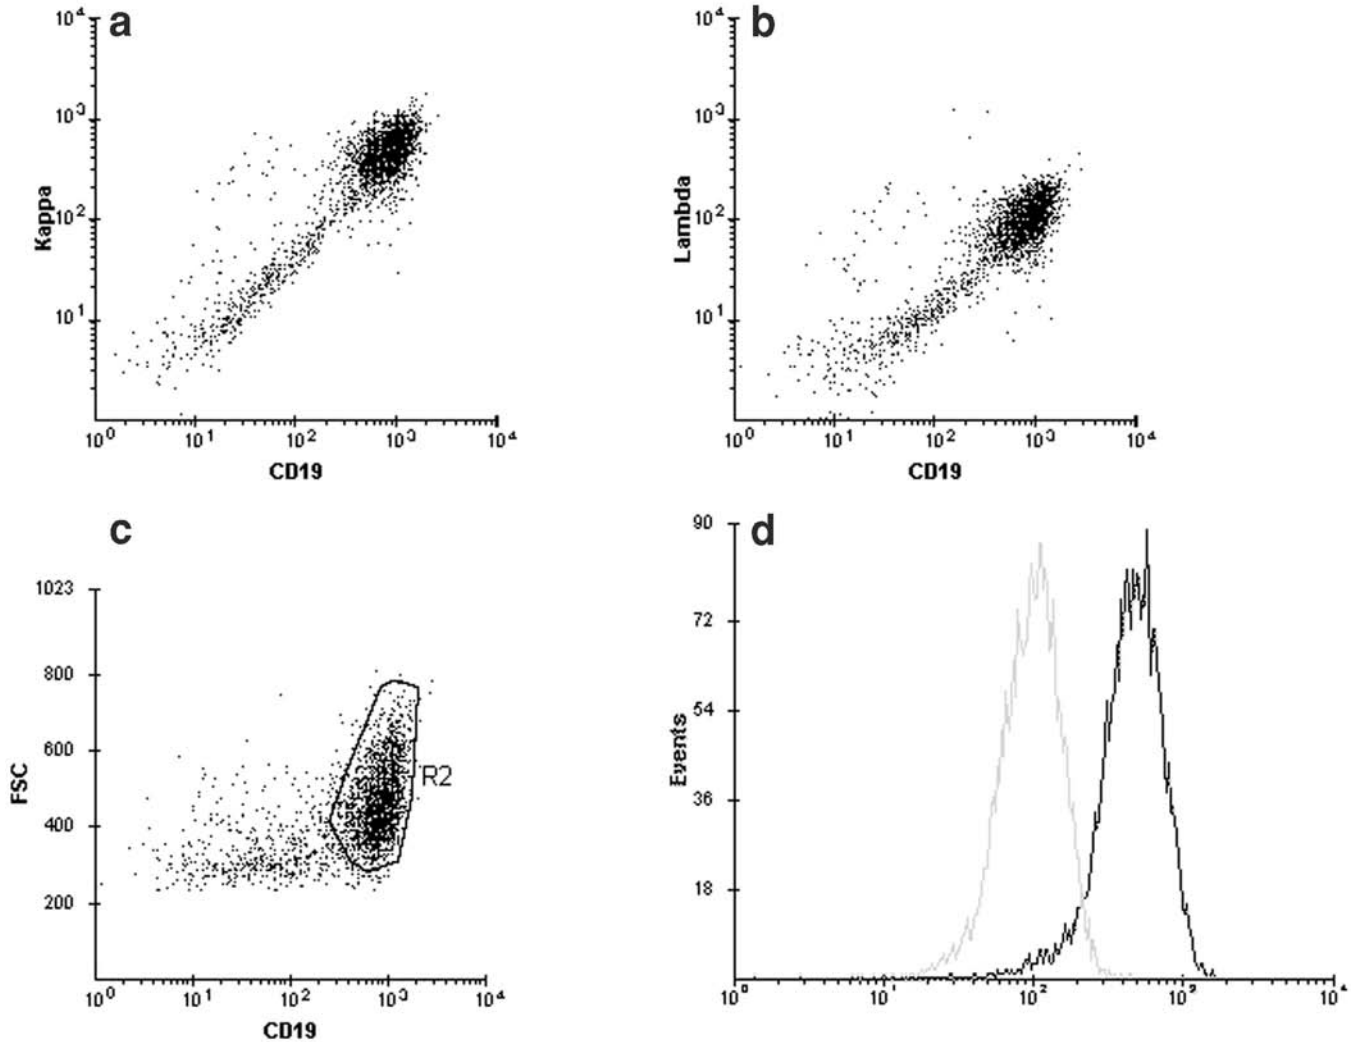 a
10⁴
10³
10²
10¹
Kappa
10⁰ 10¹ 10² 10³ 10⁴
CD19
b
10⁴
10³
10²
10¹
Lambda
10⁰ 10¹ 10² 10³ 10⁴
CD19
c
1023
800
600
400
200
FSC
R2
10⁰ 10¹ 10² 10³ 10⁴
CD19
d
90
72
54
36
18
Events
10⁰ 10¹ 10² 10² 10⁴